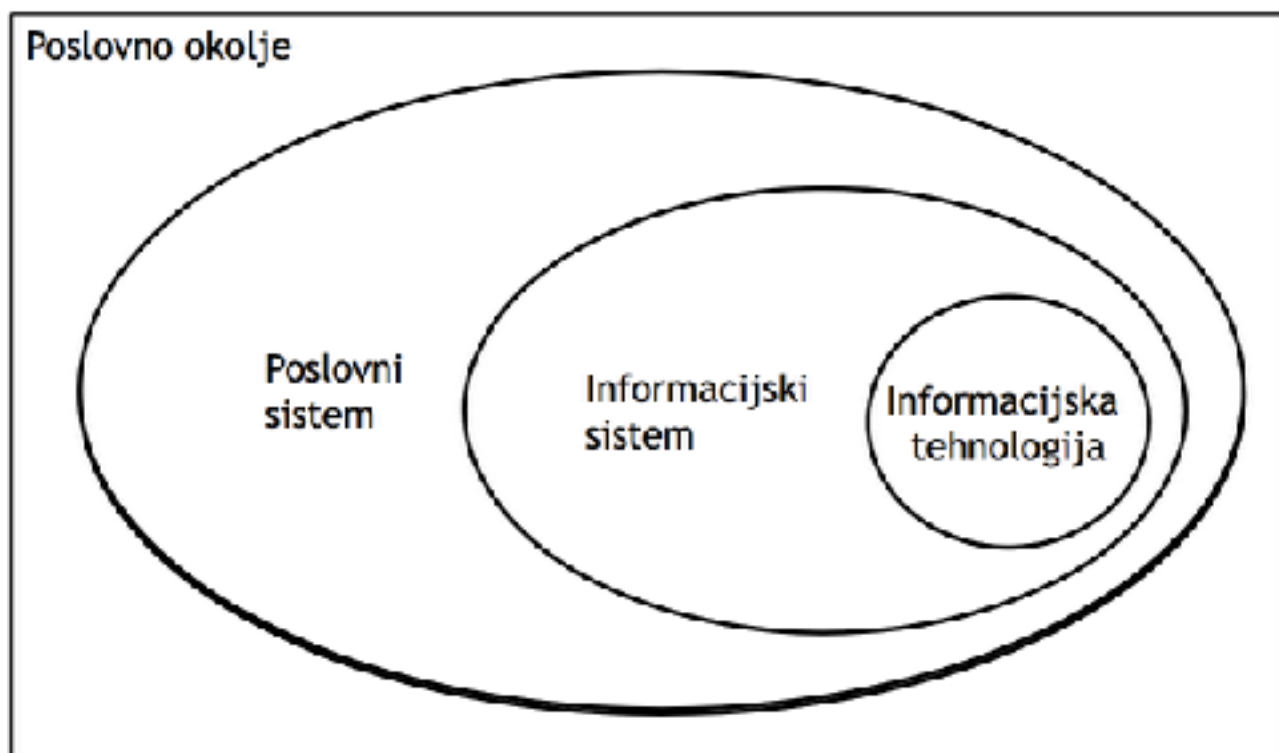 Poslovno okolje
Poslovni
sistem
Informacijski
sistem
Informacijska
tehnologija